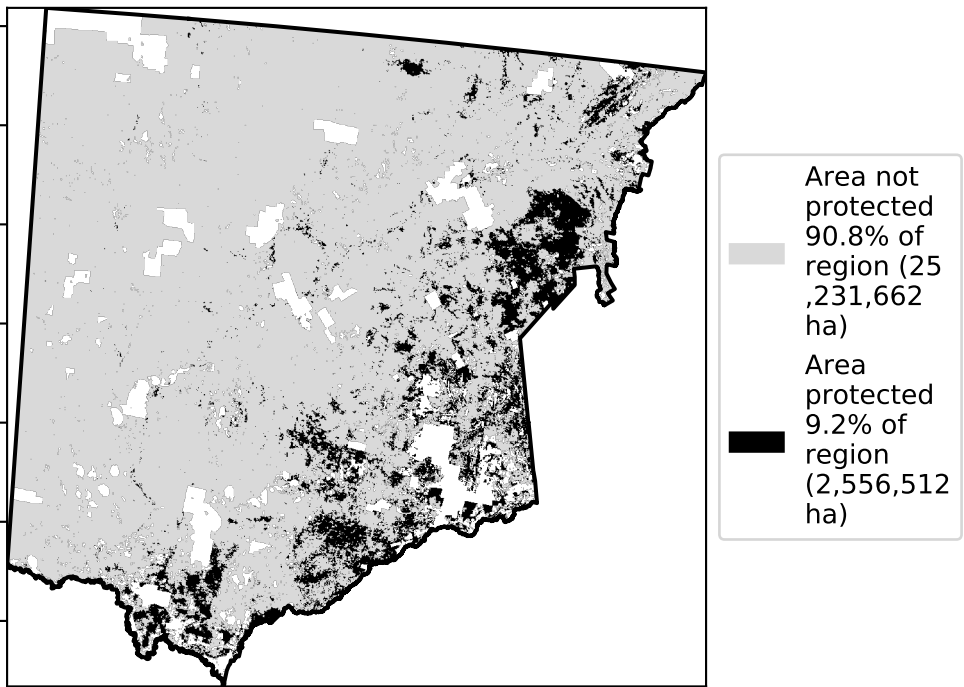 Area not
protected
90.8% of
region (25
,231,662
ha)
Area
protected
9.2% of
region
(2,556,512
ha)